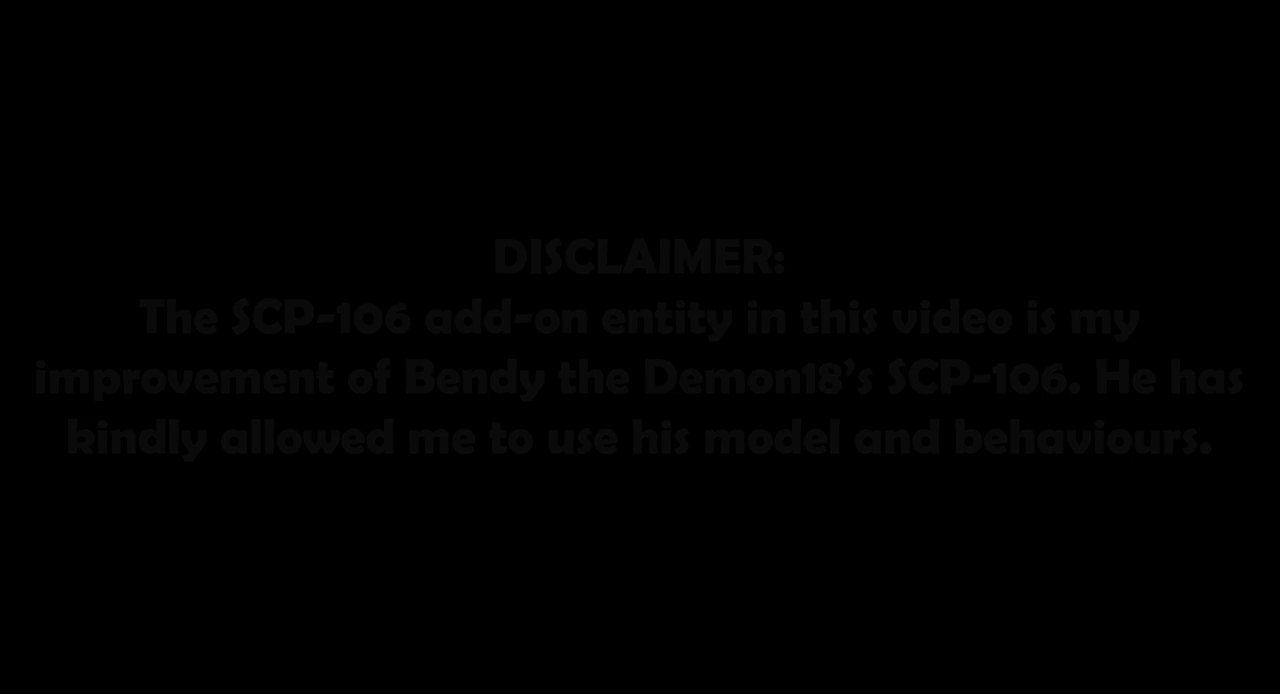 DISCLAIMER:
The SCP-106 add-on entity in this video is my
improvement of Bendy the Demon18’s SCP-106. He has
kindly allowed me to use his model and behaviours.